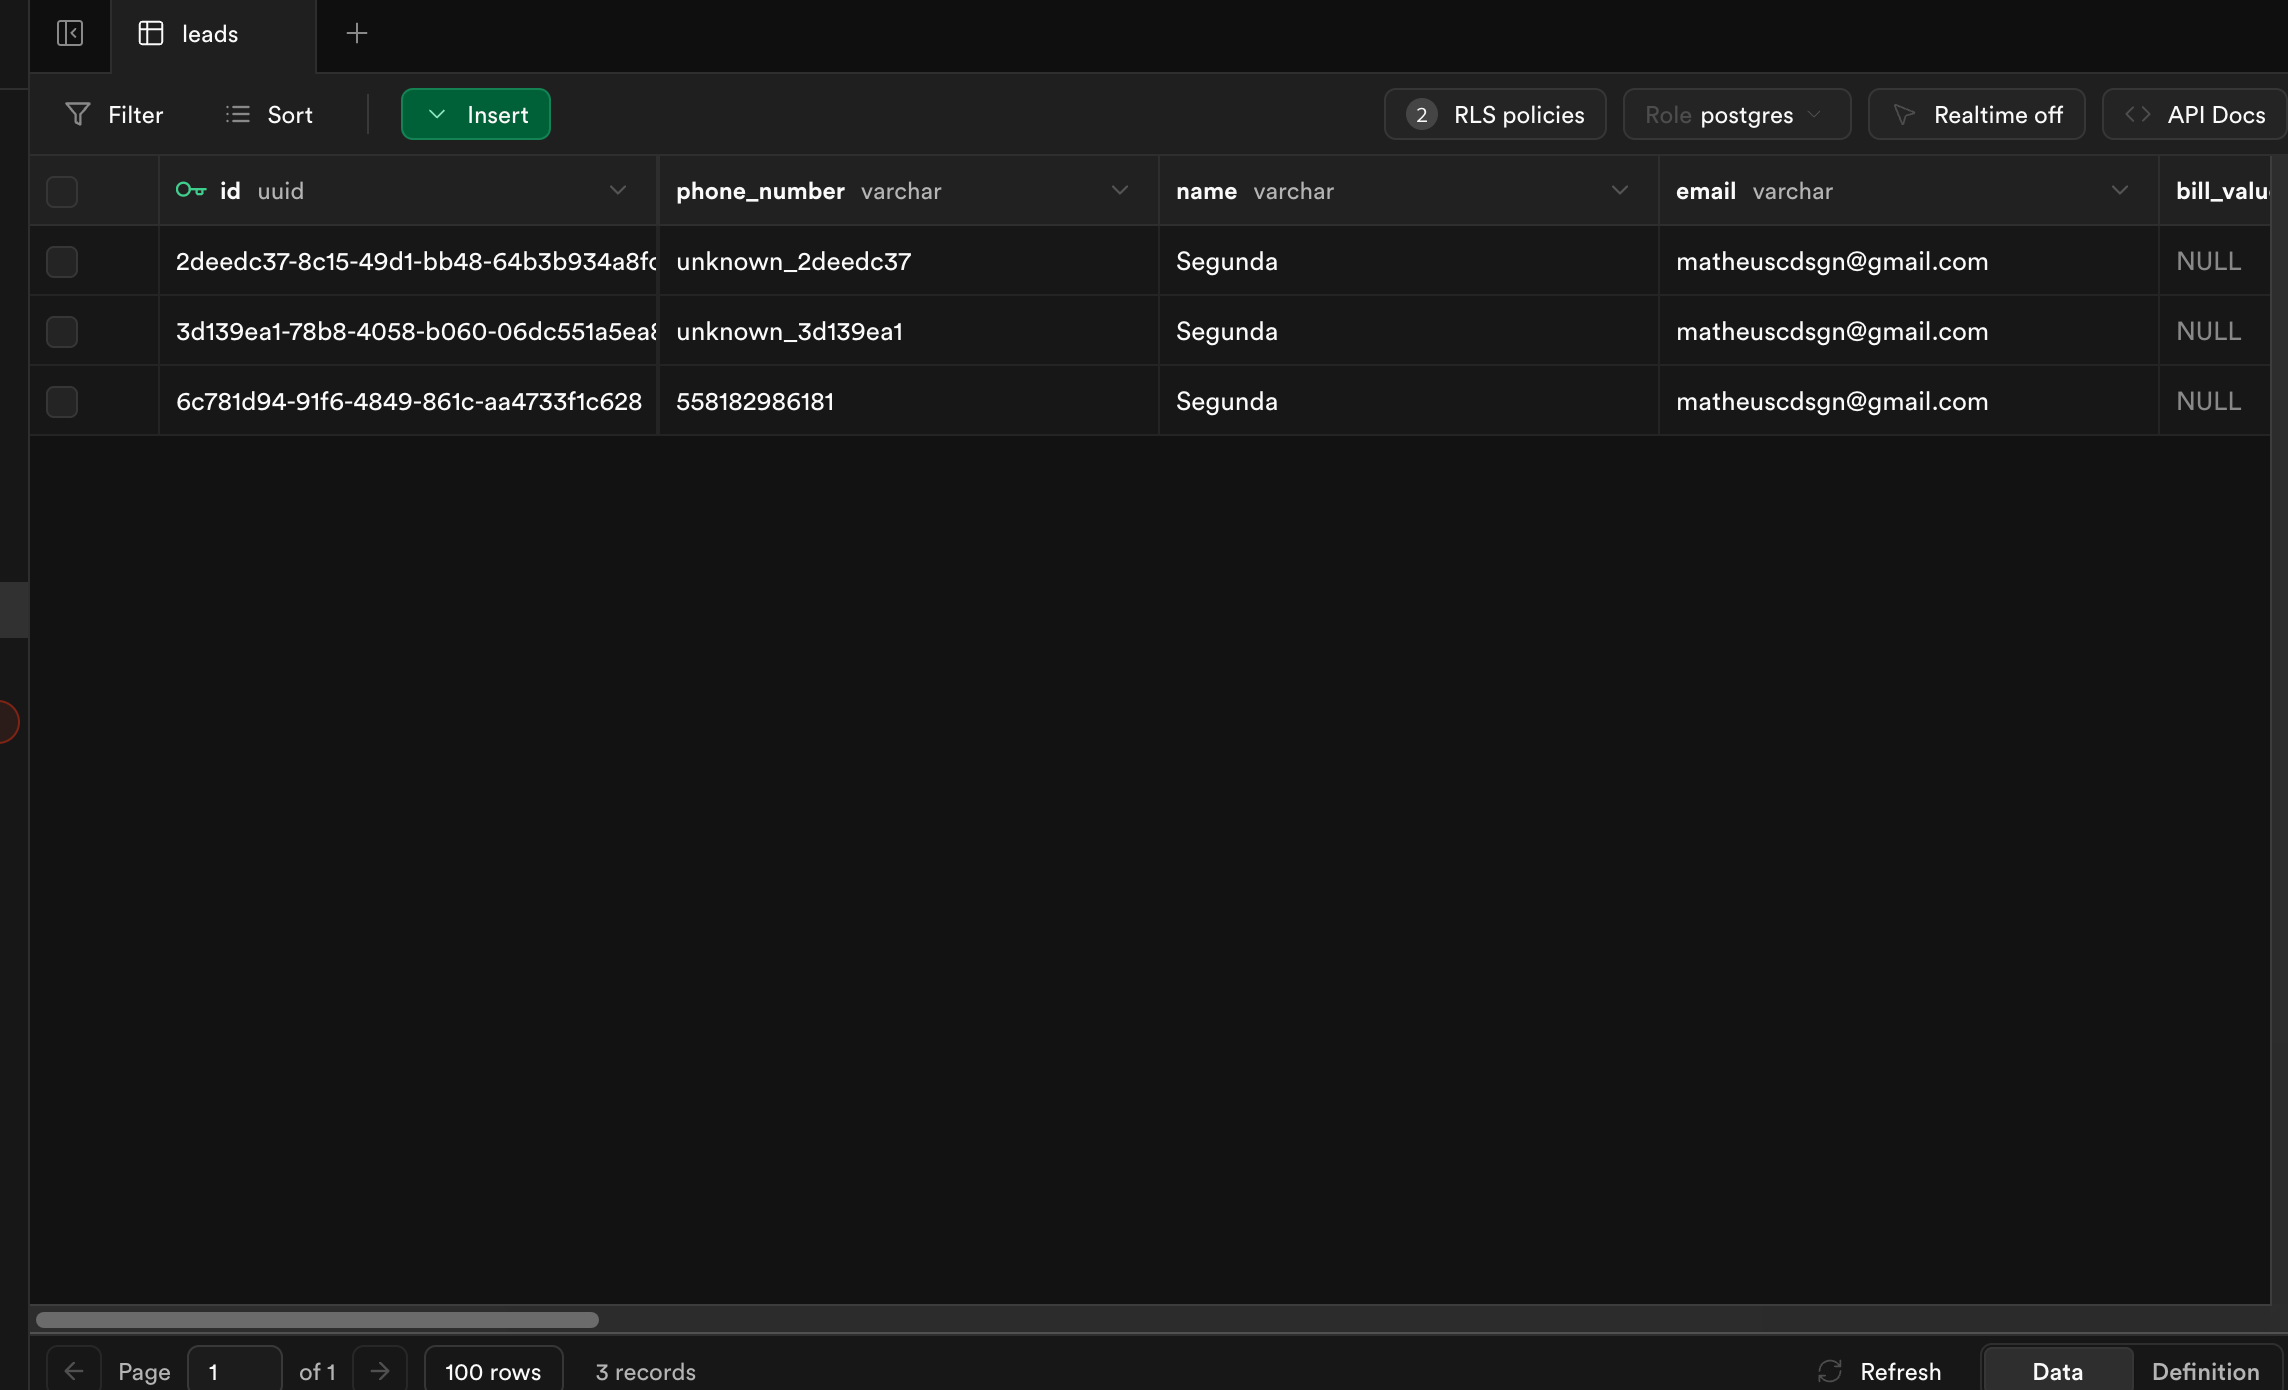 leads
Filter Sort Insert 2 RLS policies Role postgres Realtime off API Docs
id uuid phone_number varchar name varchar email varchar bill_valu
2deedc37-8c15-49d1-bb48-64b3b934a8f unknown_2deedc37 Segunda matheuscdsgn@gmail.com NULL
3d139ea1-78b8-4058-b060-06dc551a5ea unknown_3d139ea1 Segunda matheuscdsgn@gmail.com NULL
6c781d94-91f6-4849-861c-aa4733f1c628 558182986181 Segunda matheuscdsgn@gmail.com NULL
Page 1 of 1 100 rows 3 records Refresh Data Definition